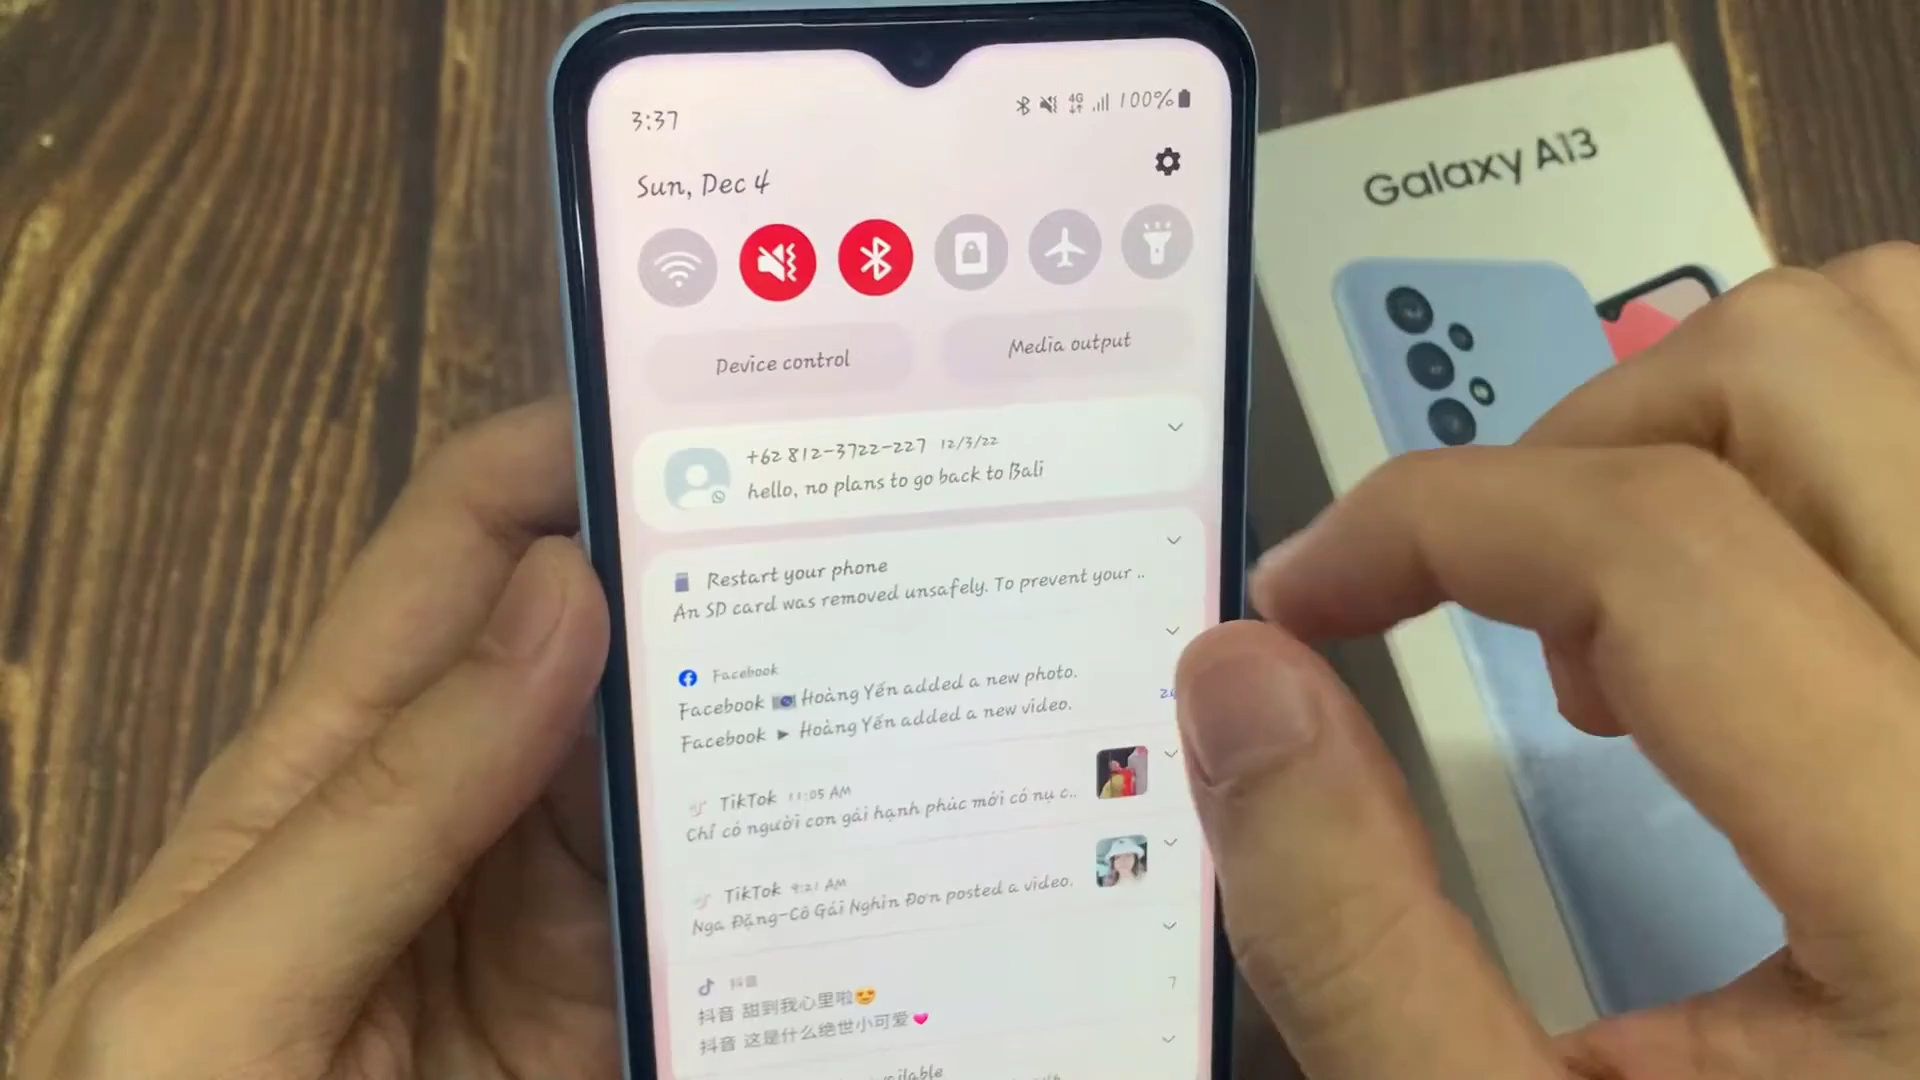 3:37
4G 100%
Sun, Dec 4
Galaxy A13
Device control
Media output
+62 812-3722-227 12/3/22
hello, no plans to go back to Bali
Restart your phone
An SD card was removed unsafely. To prevent your ..
Facebook
Facebook 📷 Hoàng Yến added a new photo.
Facebook ▶ Hoàng Yến added a new video.
TikTok 11:05 AM
Chỉ có người con gái hạnh phúc mới có nụ c..
TikTok 9:21 AM
Nga Đặng-Cô Gái Nghìn Đơn posted a video.
抖音
抖音 甜到我心里啦😍
7
抖音 这是什么绝世小可爱💗